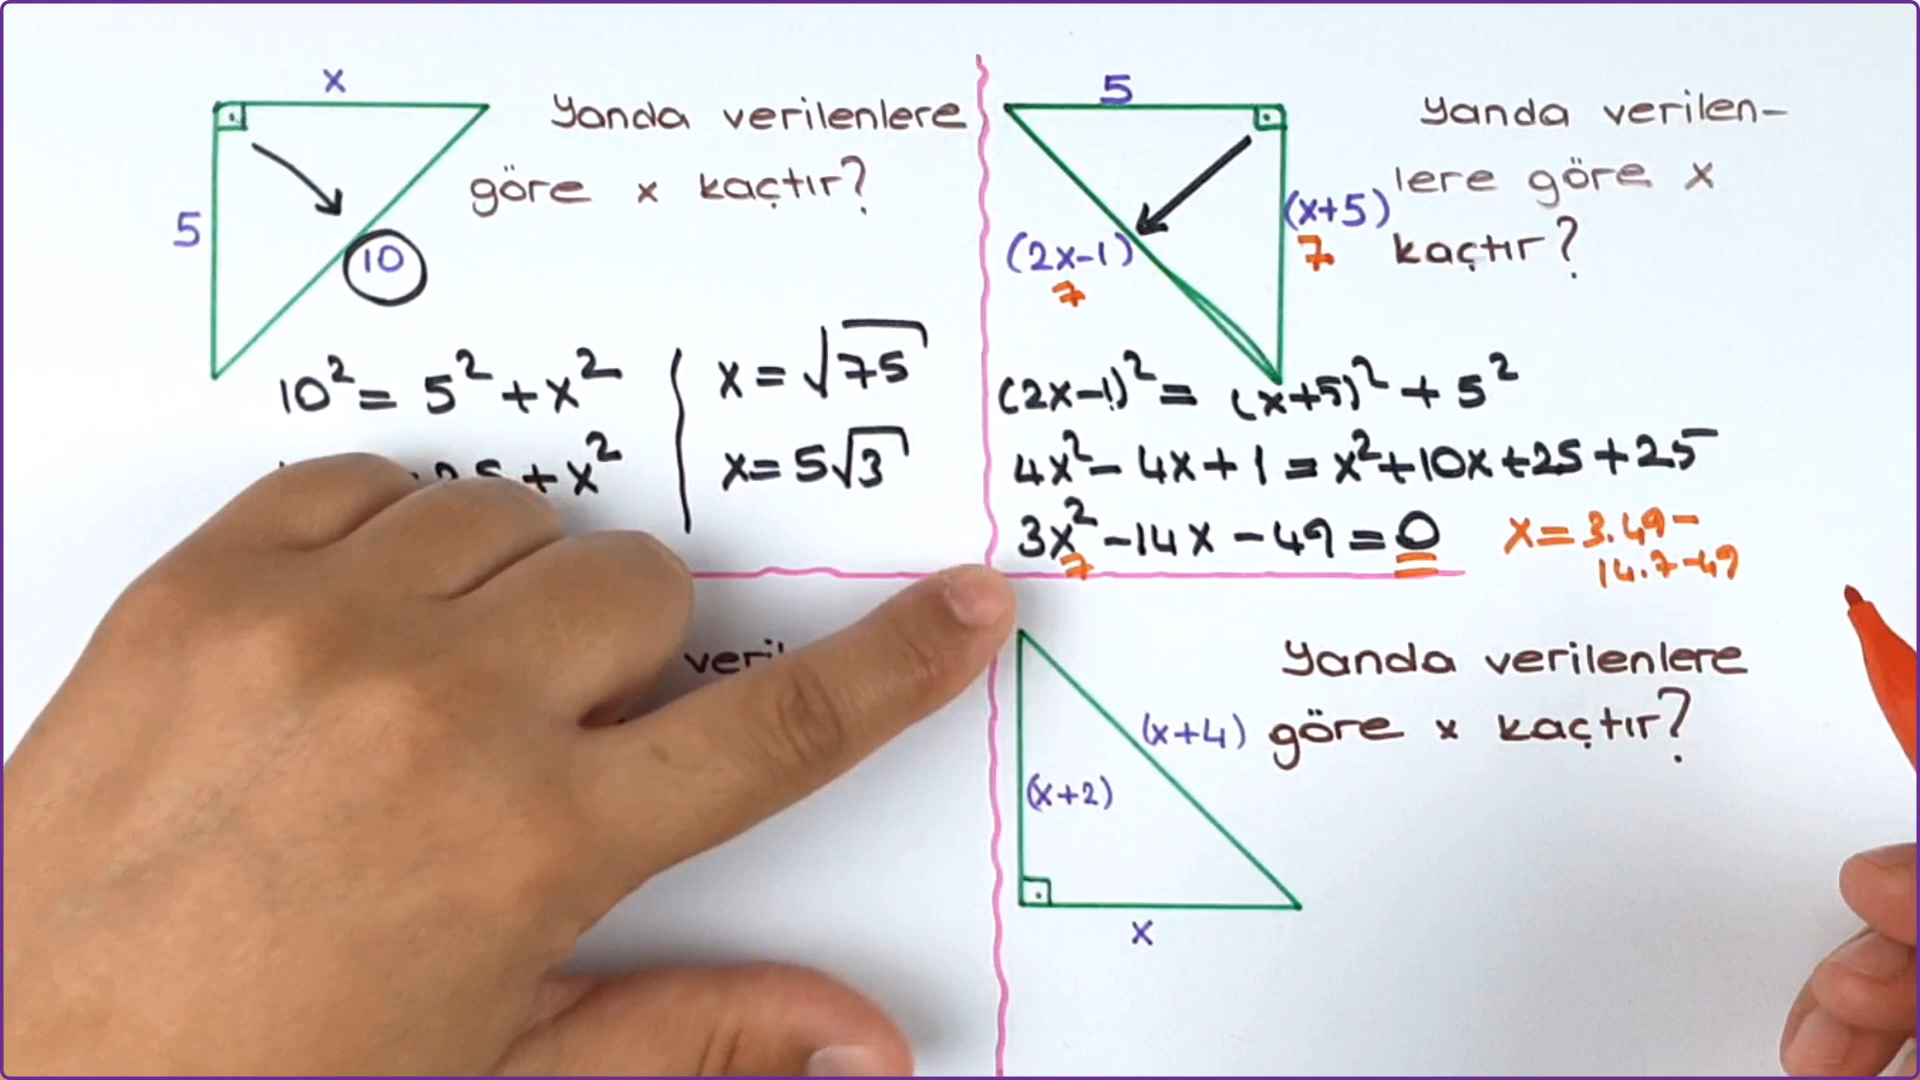 x
5
10
Yanda verilenlere
göre x kaçtır?
10² = 5² + x²
+ x²
x = √75
x = 5√3
5
(x+5)
7
(2x-1)
7
Yanda verilen-
lere göre x
kaçtır?
(2x-1)² = (x+5)² + 5²
4x² - 4x + 1 = x² + 10x + 25 + 25
3x² - 14x - 49 = 0
7
x = 3.49 -
14.7-49
(x+4)
(x+2)
x
Yanda verilenlere
göre x kaçtır?